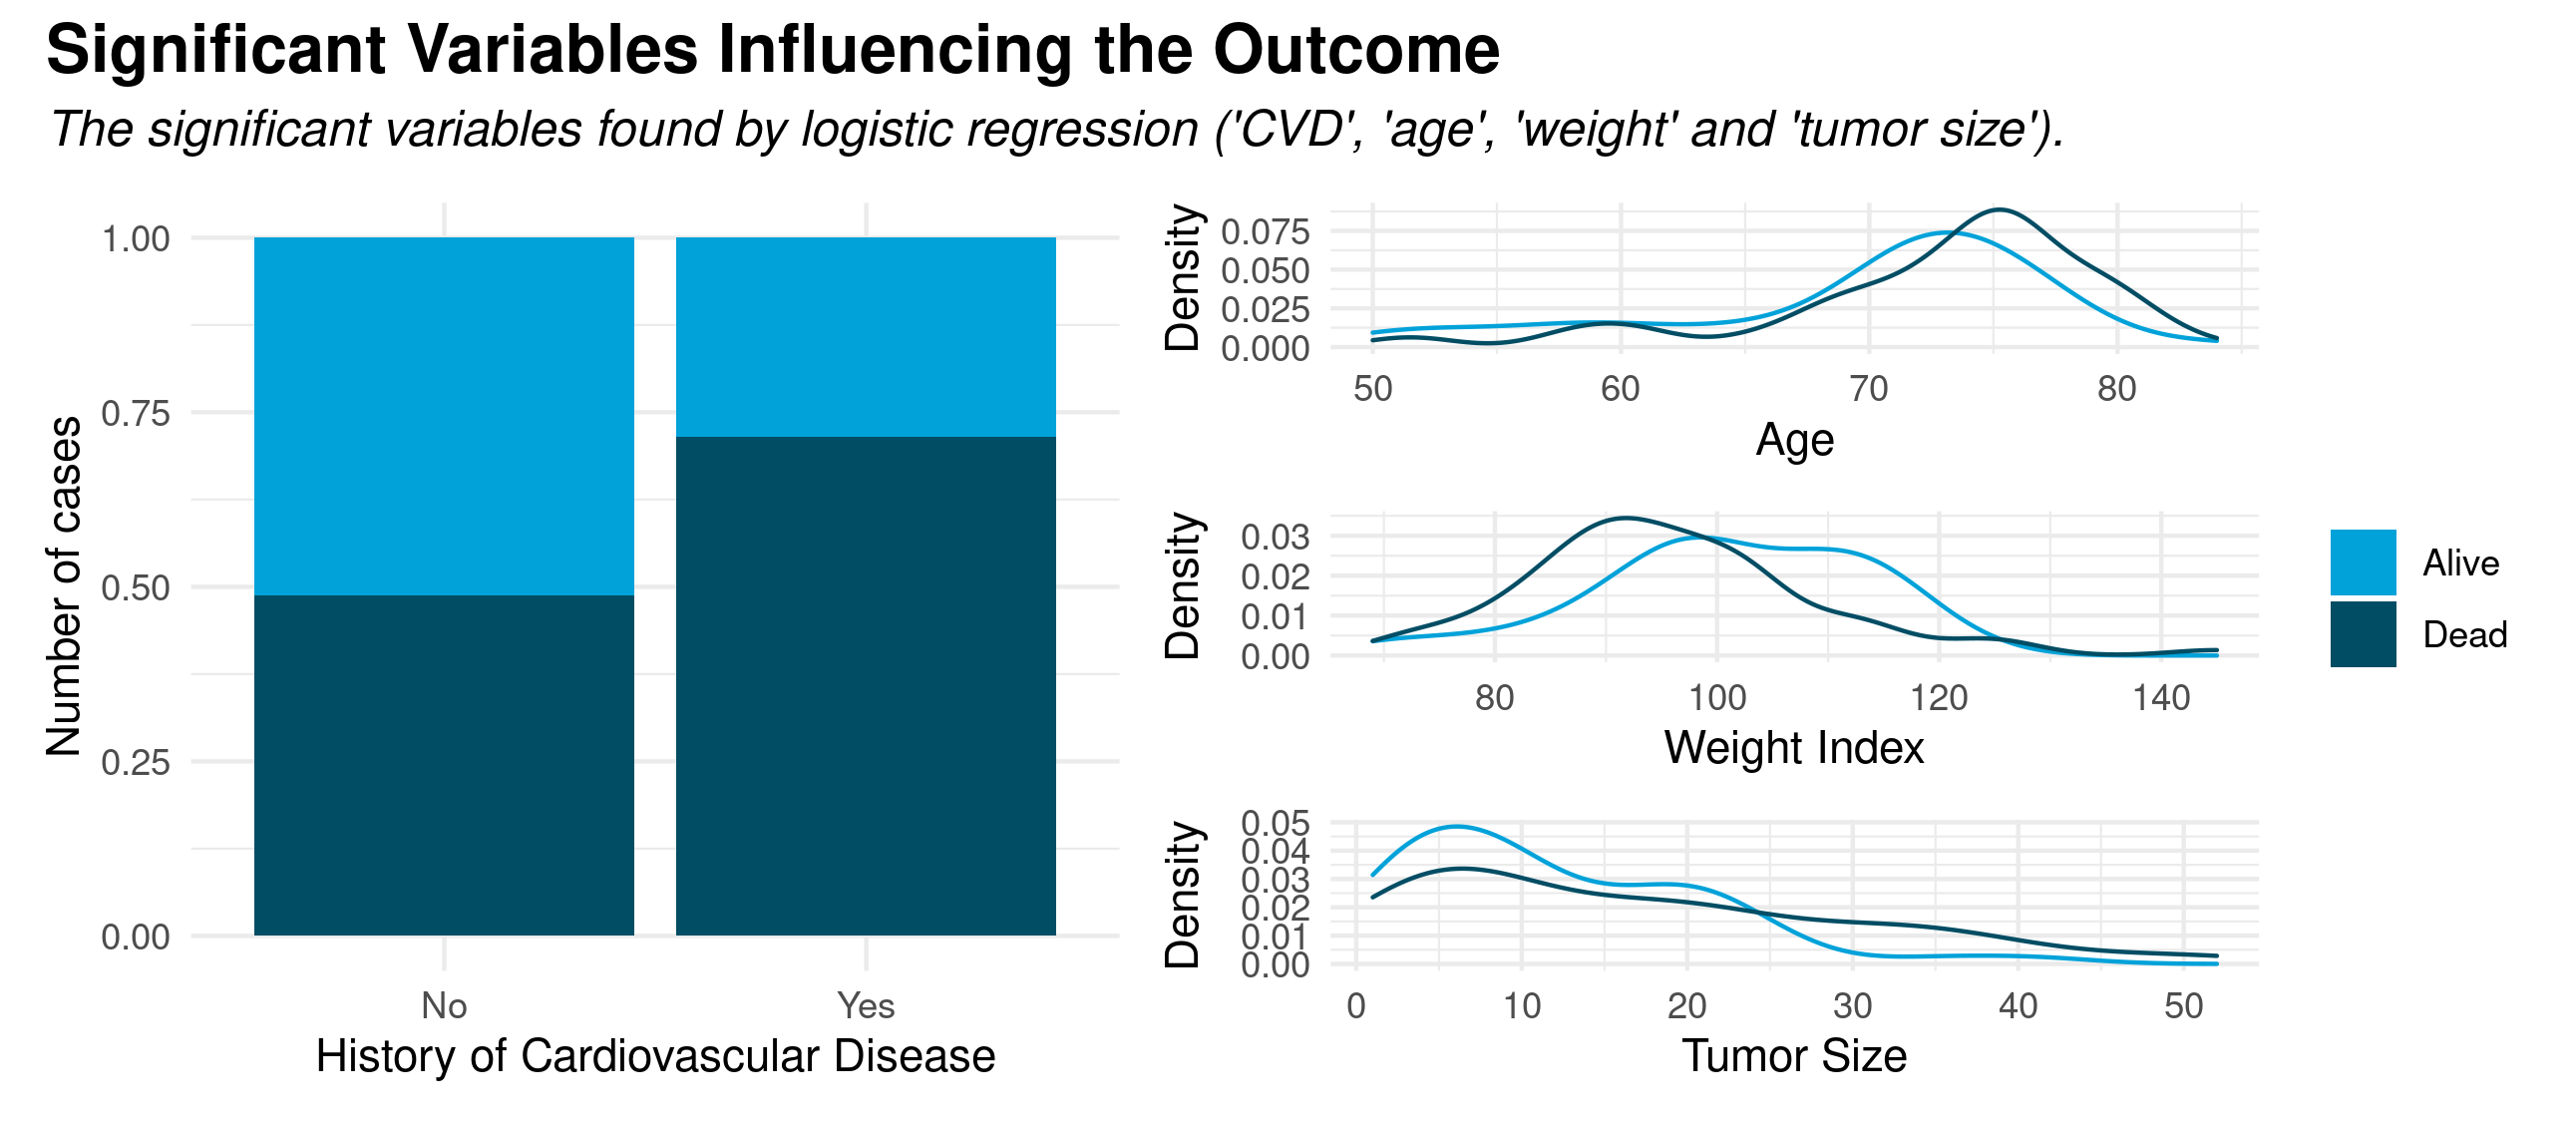 Significant Variables Influencing the Outcome
The significant variables found by logistic regression ('CVD', 'age', 'weight' and 'tumor size').
Number of cases
1.00
0.75
0.50
0.25
0.00
No Yes
History of Cardiovascular Disease
Density
0.075
0.050
0.025
0.000
50 60 70 80
Age
Density
0.03
0.02
0.01
0.00
80 100 120 140
Weight Index
Density
0.05
0.04
0.03
0.02
0.01
0.00
0 10 20 30 40 50
Tumor Size
Alive
Dead